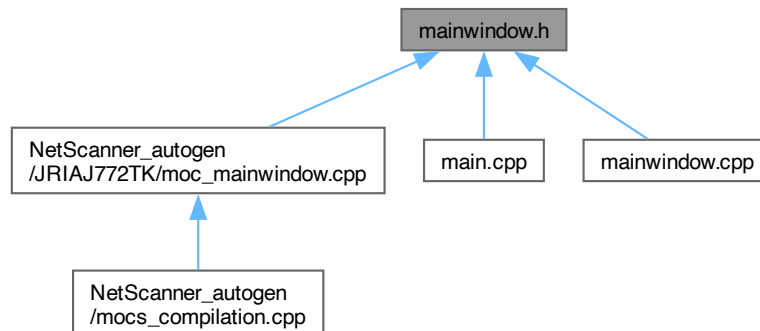 mainwindow.h
NetScanner_autogen
/JRIAJ772TK/moc_mainwindow.cpp
main.cpp
mainwindow.cpp
NetScanner_autogen
/mocs_compilation.cpp